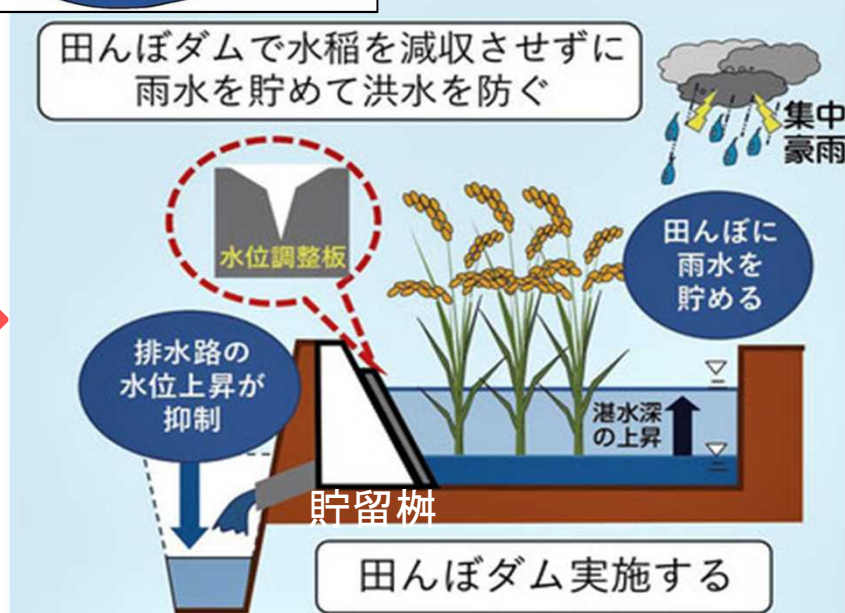 田んぼダムで水稲を減収させずに
雨水を貯めて洪水を防ぐ
集中
豪雨
水位調整板
田んぼに
雨水を
貯める
排水路の
水位上昇が
抑制
湛水深
の上昇
貯留桝
田んぼダム実施する